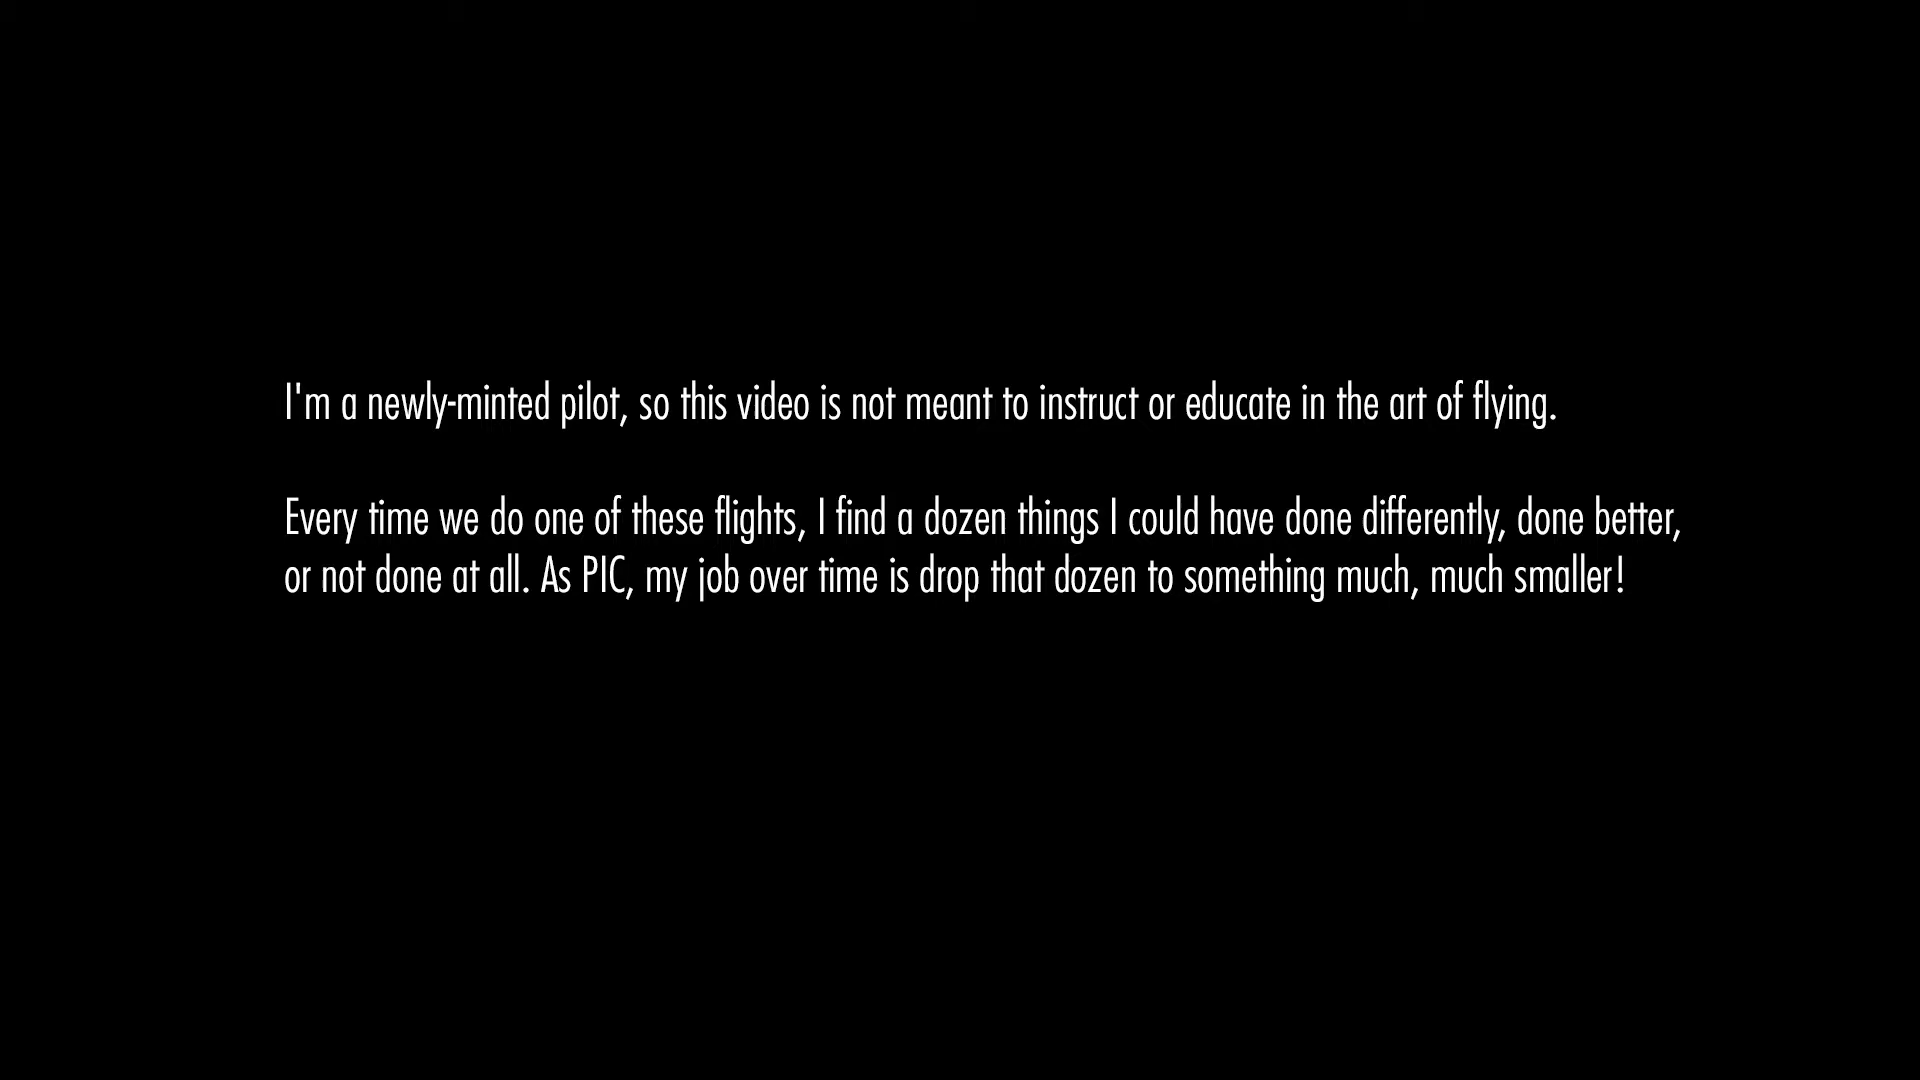 I'm a newly-minted pilot, so this video is not meant to instruct or educate in the art of flying.
Every time we do one of these flights, I find a dozen things I could have done differently, done better,
or not done at all. As PIC, my job over time is drop that dozen to something much, much smaller!